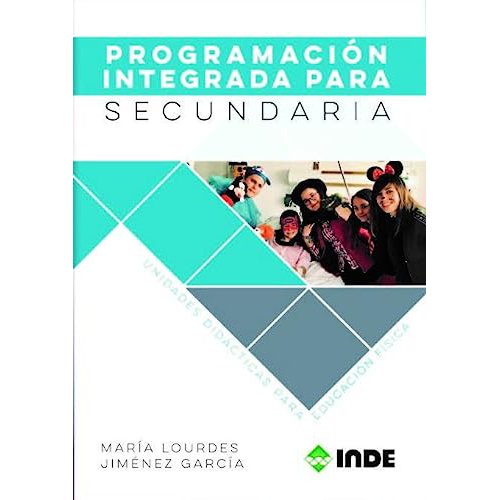 PROGRAMACIÓN
INTEGRADA PARA
SECUNDARIA
UNIDADES DIDÁCTICAS PARA
EDUCACIÓN FÍSICA
MARÍA LOURDES
JIMÉNEZ GARCÍA
INDE